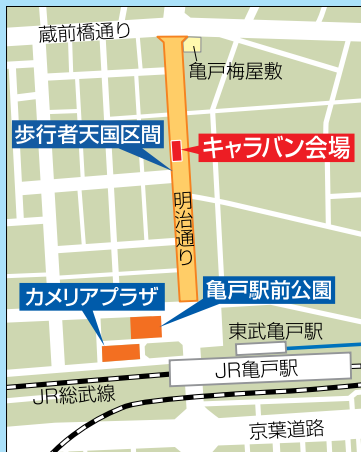 蔵前橋通り
亀戸梅屋敷
歩行者天国区間
キャラバン会場
明治通り
亀戸駅前公園
カメリアプラザ
東武亀戸駅
JR亀戸駅
JR総武線
京葉道路